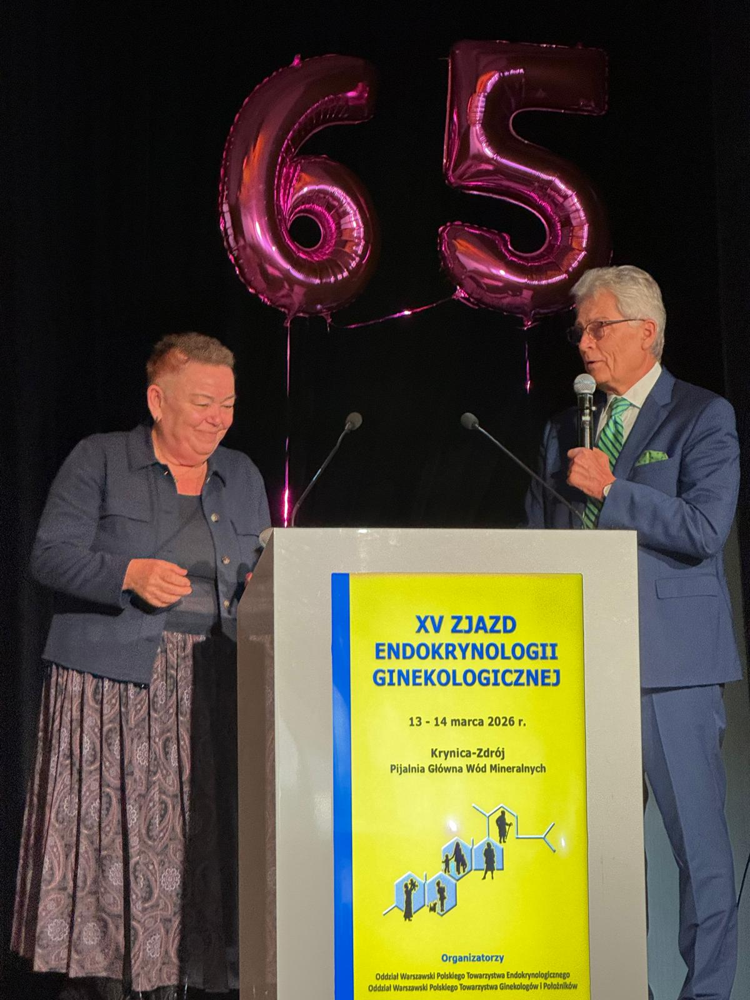 65
XV ZJAZD
ENDOKRYNOLOGII
GINEKOLOGICZNEJ
13 - 14 marca 2026 r.
Krynica-Zdrój
Pijalnia Główna Wód Mineralnych
Organizatorzy
Oddział Warszawski Polskiego Towarzystwa Endokrynologicznego
Oddział Warszawski Polskiego Towarzystwa Ginekologów i Położników